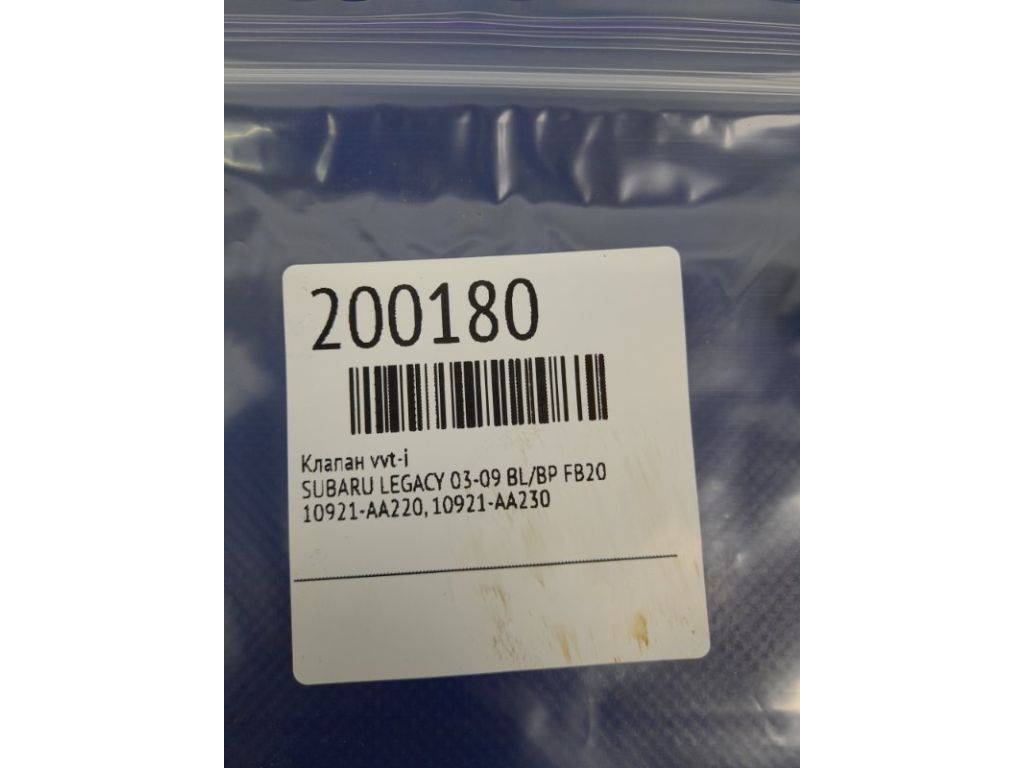 200180
Клапан vvt-i
SUBARU LEGACY 03-09 BL/BP FB20
10921-AA220, 10921-AA230